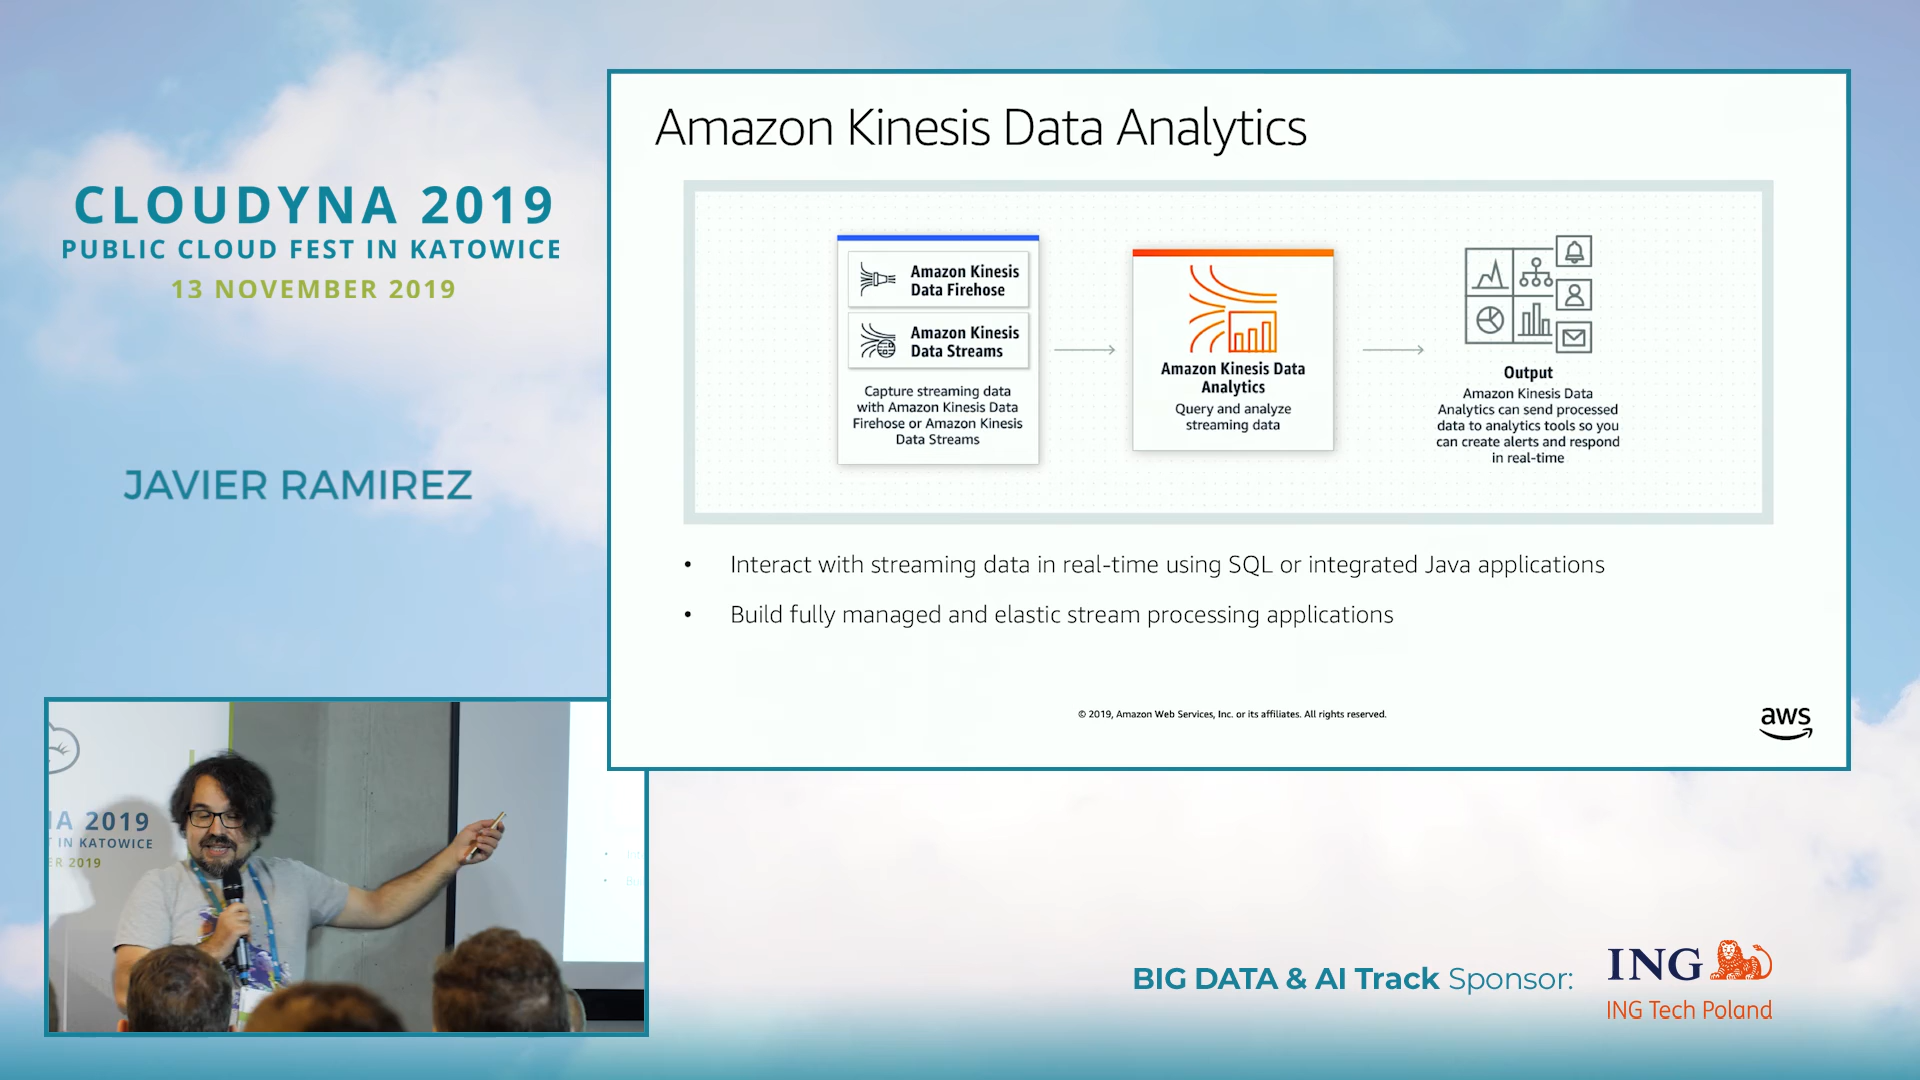 CLOUDYNA 2019
PUBLIC CLOUD FEST IN KATOWICE
13 NOVEMBER 2019
JAVIER RAMIREZ
Amazon Kinesis Data Analytics
Amazon Kinesis
Data Firehose
Amazon Kinesis
Data Streams
Capture streaming data
with Amazon Kinesis Data
Firehose or Amazon Kinesis
Data Streams
Amazon Kinesis Data
Analytics
Query and analyze
streaming data
Output
Amazon Kinesis Data
Analytics can send processed
data to analytics tools so you
can create alerts and respond
in real-time
• Interact with streaming data in real-time using SQL or integrated Java applications
• Build fully managed and elastic stream processing applications
© 2019, Amazon Web Services, Inc. or its affiliates. All rights reserved.
aws
NA 2019
T IN KATOWICE
ER 2019
BIG DATA & AI Track Sponsor:
ING
ING Tech Poland